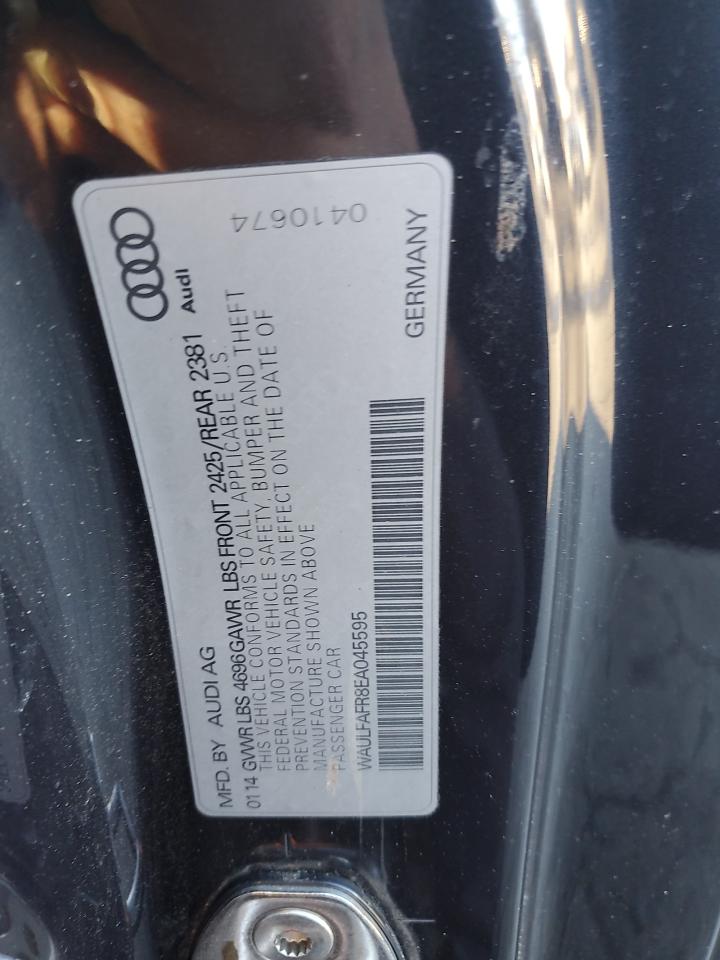 MFD. BY AUDI AG
Audi
0114 GVWR LBS 4696 GAWR LBS FRONT 2425/REAR 2381
THIS VEHICLE CONFORMS TO ALL APPLICABLE U.S.
FEDERAL MOTOR VEHICLE SAFETY, BUMPER AND THEFT
PREVENTION STANDARDS IN EFFECT ON THE DATE OF
MANUFACTURE SHOWN ABOVE
PASSENGER CAR
0410674
WAULFAFR8EA045595
GERMANY